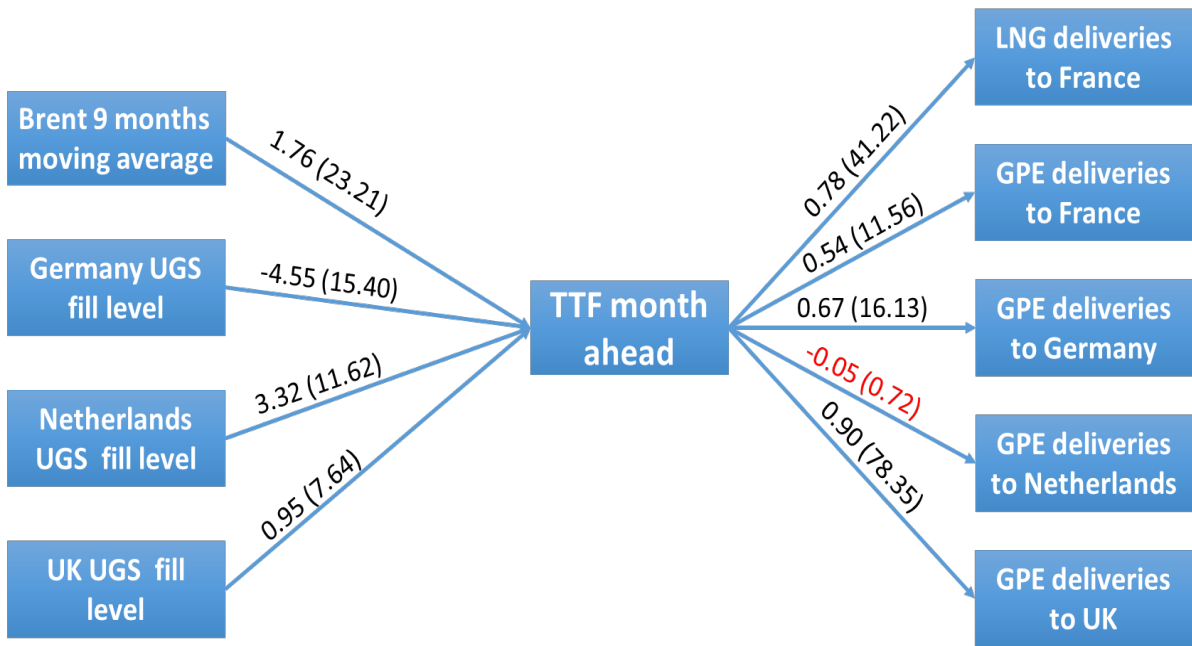 Brent 9 months
moving average
Germany UGS
fill level
Netherlands
UGS fill level
UK UGS fill
level
1.76 (23.21)
-4.55 (15.40)
3.32 (11.62)
0.95 (7.64)
TTF month
ahead
0.78 (41.22)
0.54 (11.56)
0.67 (16.13)
-0.05 (0.72)
0.90 (78.35)
LNG deliveries
to France
GPE deliveries
to France
GPE deliveries
to Germany
GPE deliveries
to Netherlands
GPE deliveries
to UK